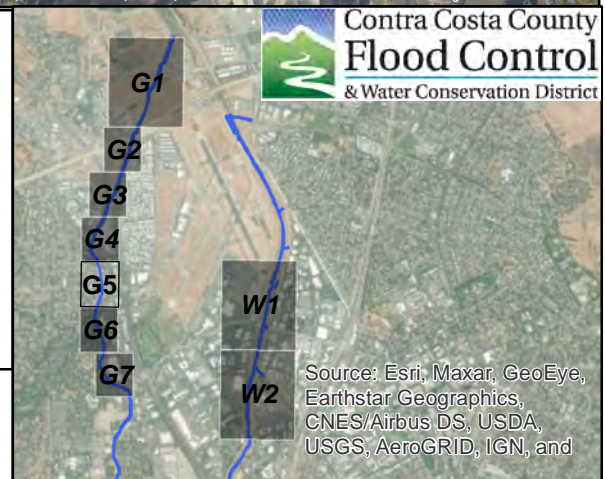 Contra Costa County
Flood Control
& Water Conservation District
G1
G2
G3
G4
G5
G6
G7
W1
W2
Source: Esri, Maxar, GeoEye,
Earthstar Geographics,
CNES/Airbus DS, USDA,
USGS, AeroGRID, IGN, and